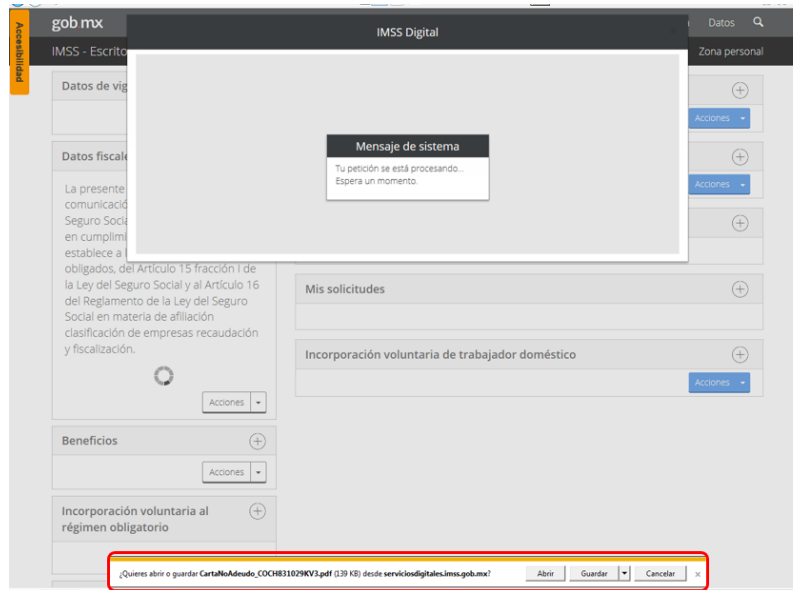 Accesibilidad
gob mx
Datos
IMSS Digital
IMSS - Escrito
Zona personal
Datos de vig
Acciones
Mensaje de sistema
Tu petición se está procesando...
Espera un momento.
Datos fiscale
Acciones
La presente
comunicació
Seguro Socia
en cumplimi
establece a l
obligados, del Artículo 15 fracción I de
la Ley del Seguro Social y al Artículo 16
del Reglamento de la Ley del Seguro
Social en materia de afiliación
clasificación de empresas recaudación
y fiscalización.
Acciones
Mis solicitudes
Incorporación voluntaria de trabajador doméstico
Acciones
Beneficios
Acciones
Incorporación voluntaria al
régimen obligatorio
¿Quieres abrir o guardar CartaNoAdeudo_COCH831029KV3.pdf (139 KB) desde serviciosdigitales.imss.gob.mx? Abrir Guardar Cancelar